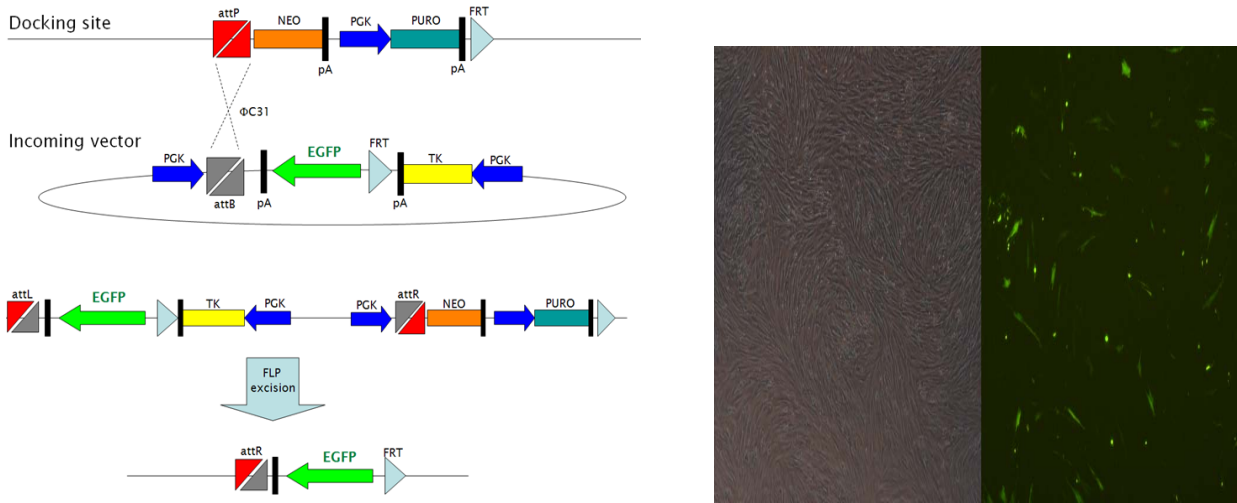 attP
NEO
PGK
PURO
FRT
Docking site
pA
pA
ΦC31
Incoming vector
PGK
EGFP
FRT
TK
PGK
attB
pA
pA
attL
EGFP
TK
PGK
PGK
attR
NEO
PURO
FLP
excision
attR
EGFP
FRT